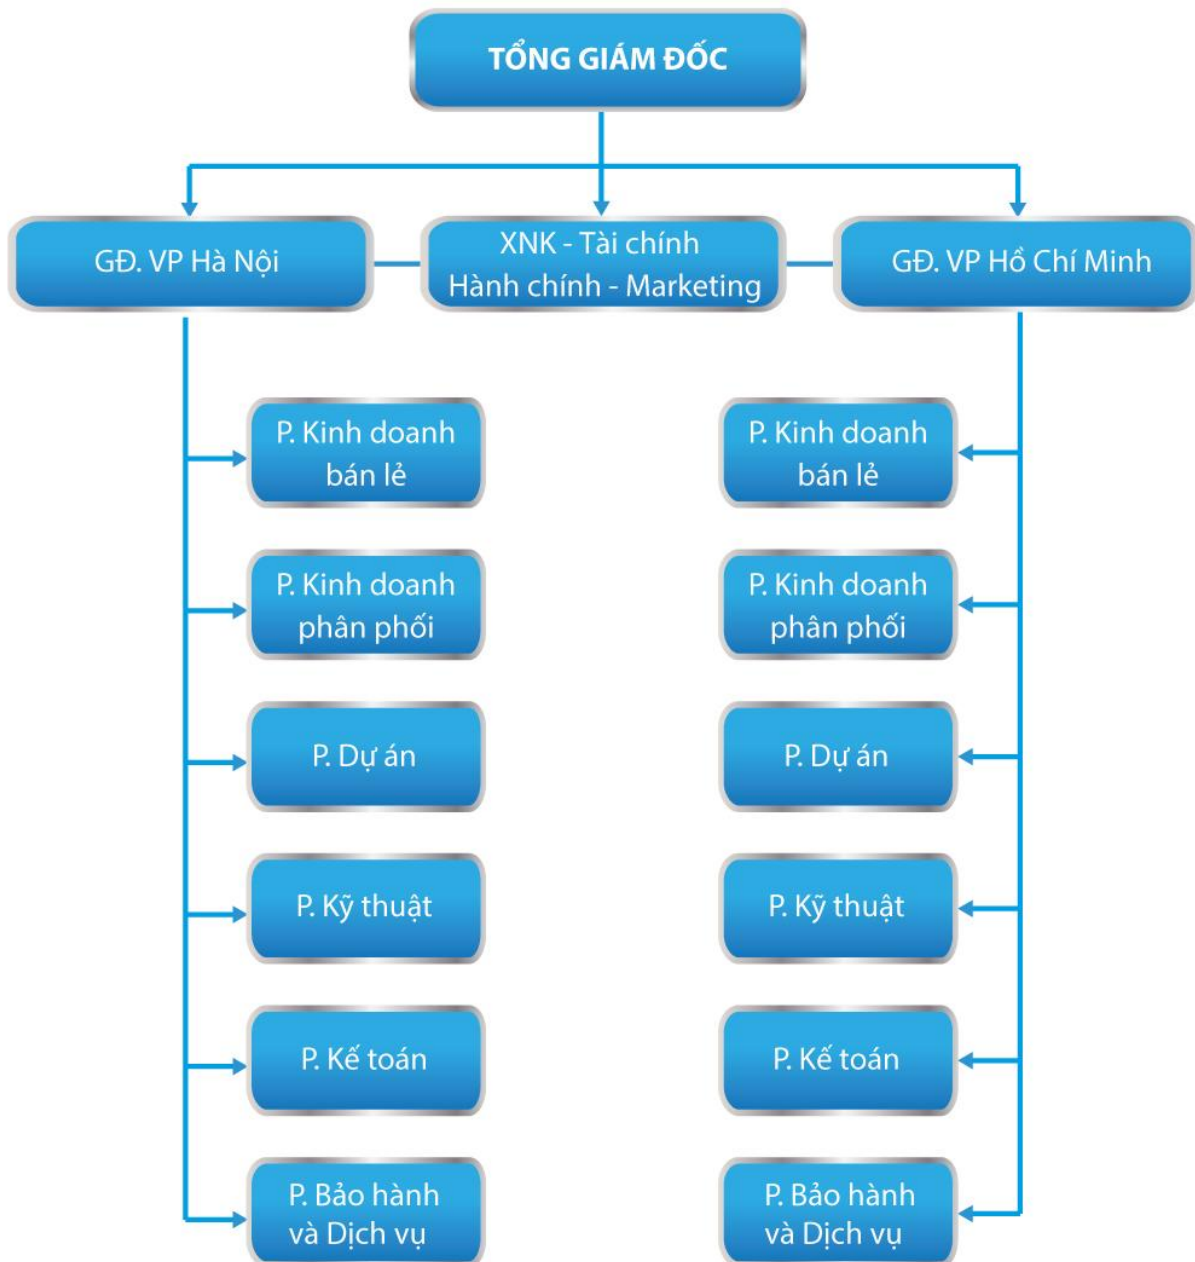 TỔNG GIÁM ĐỐC
GĐ. VP Hà Nội
XNK - Tài chính
Hành chính - Marketing
GĐ. VP Hồ Chí Minh
P. Kinh doanh
bán lẻ
P. Kinh doanh
phân phối
P. Dự án
P. Kỹ thuật
P. Kế toán
P. Bảo hành
và Dịch vụ
P. Kinh doanh
bán lẻ
P. Kinh doanh
phân phối
P. Dự án
P. Kỹ thuật
P. Kế toán
P. Bảo hành
và Dịch vụ